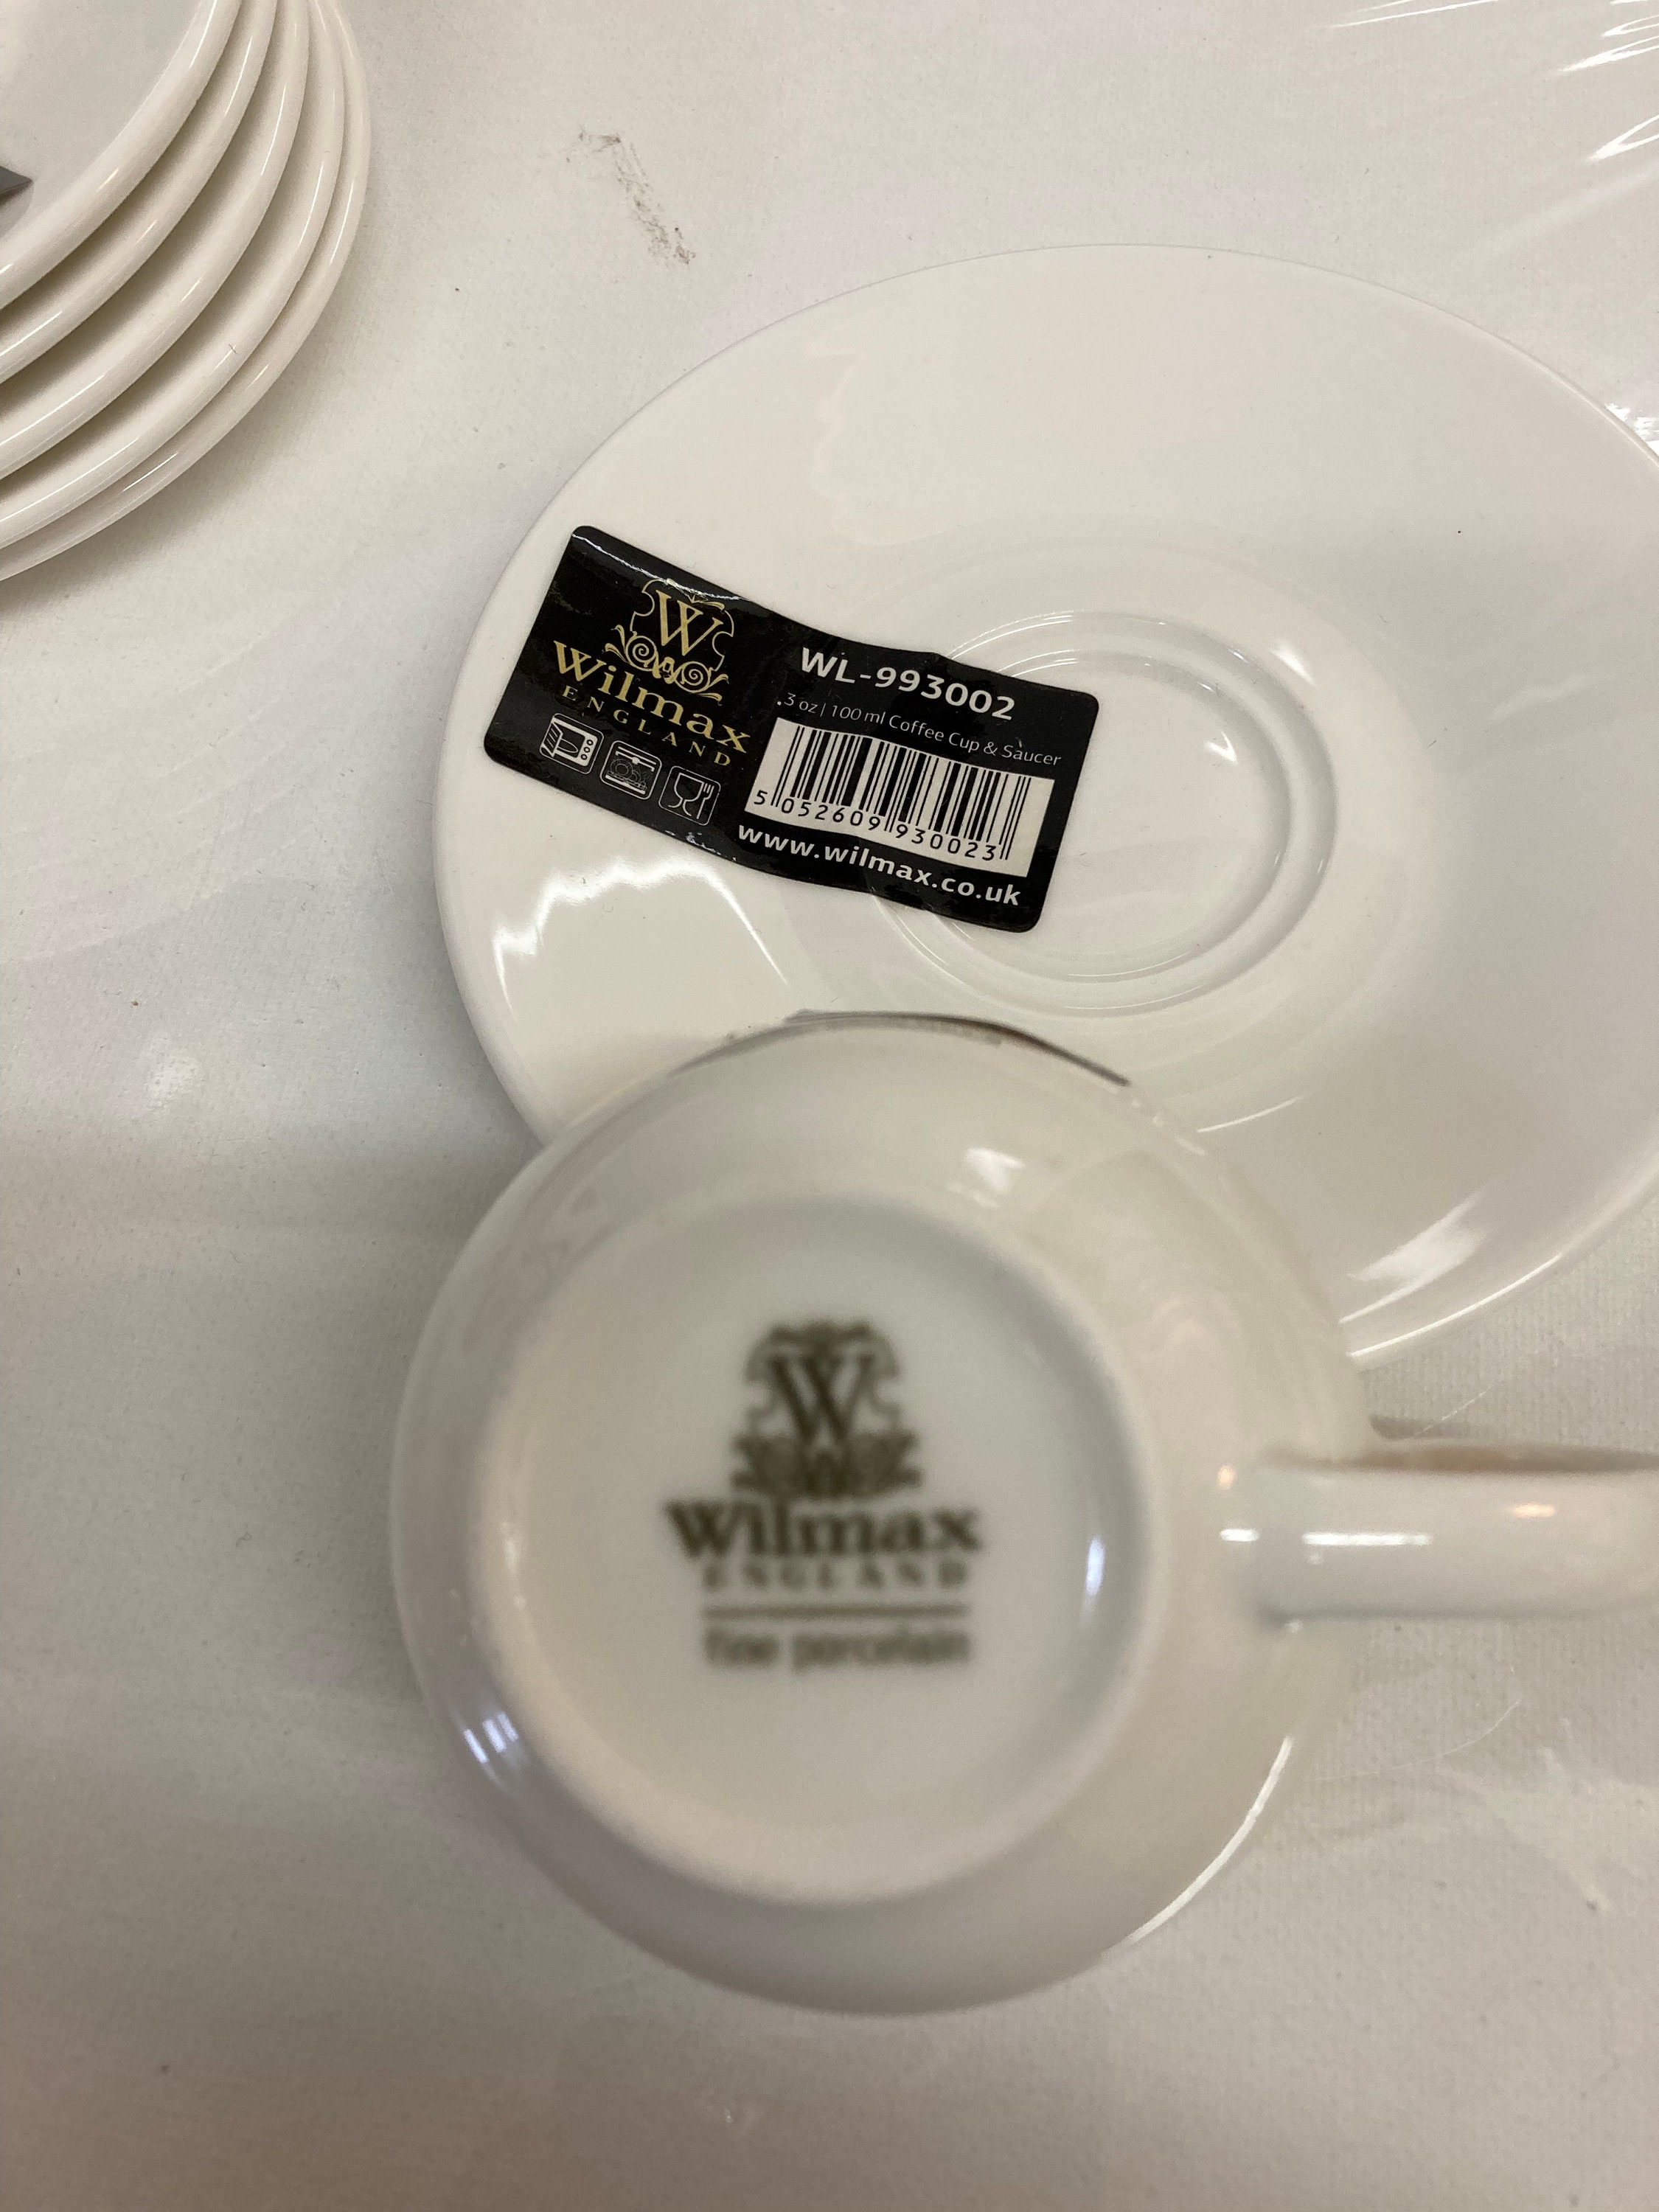 W
Wilmax
ENGLAND
WL-993002
3 oz | 100 ml Coffee Cup & Saucer
5 052609 930023
www.wilmax.co.uk
W
Wilmax
ENGLAND
fine porcelain